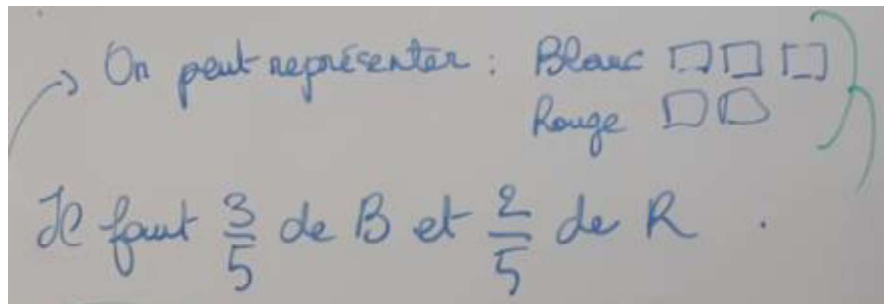 On peut représenter : Blanc
Rouge
Il faut 3/5 de B et 2/5 de R .